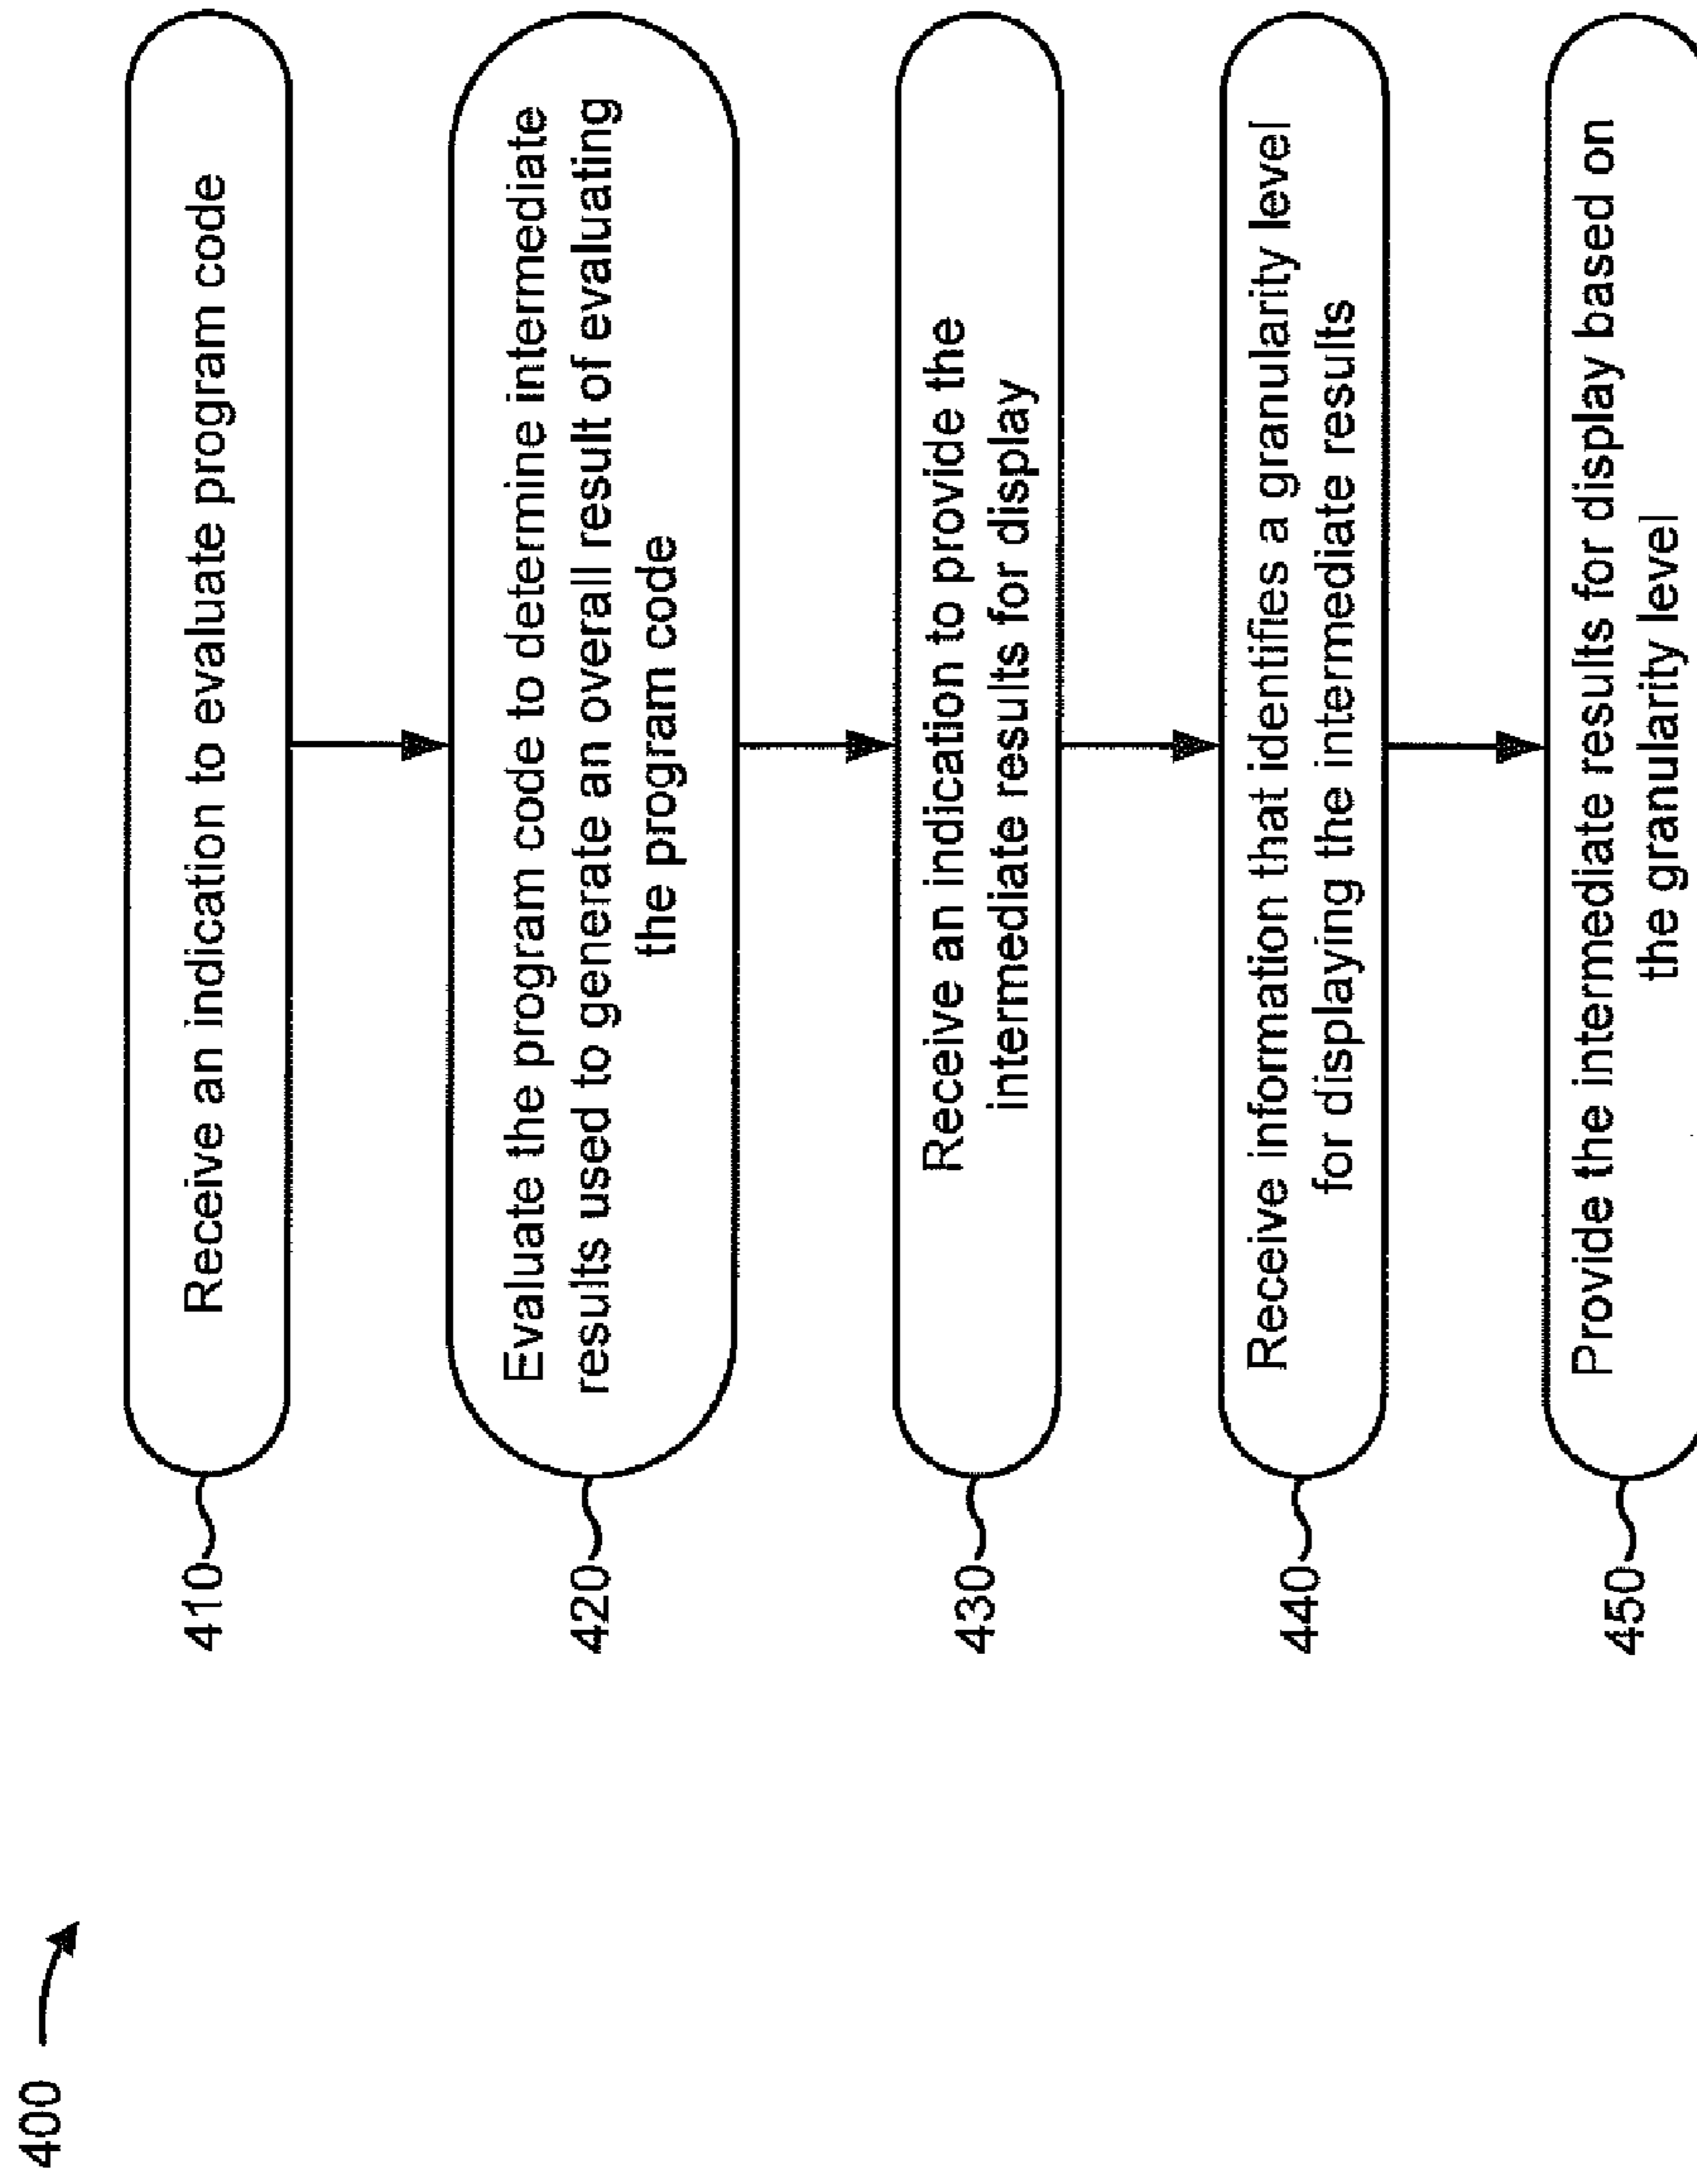 400
410
Receive an indication to evaluate program code
420
Evaluate the program code to determine intermediate
results used to generate an overall result of evaluating
the program code
430
Receive an indication to provide the
intermediate results for display
440
Receive information that identifies a granularity level
for displaying the intermediate results
450
Provide the intermediate results for display based on
the granularity level